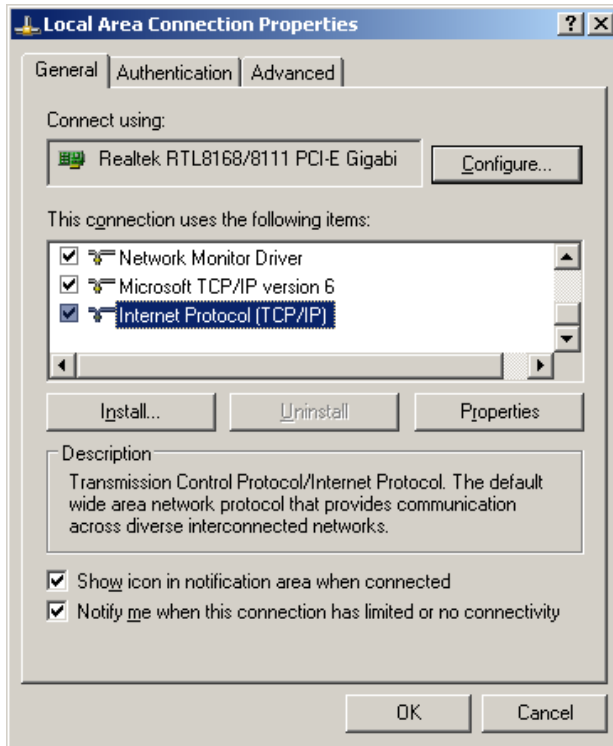 Local Area Connection Properties
General Authentication Advanced
Connect using:
Realtek RTL8168/8111 PCI-E Gigabi Configure...
This connection uses the following items:
Network Monitor Driver
Microsoft TCP/IP version 6
Internet Protocol (TCP/IP)
Install... Uninstall Properties
Description
Transmission Control Protocol/Internet Protocol. The default
wide area network protocol that provides communication
across diverse interconnected networks.
Show icon in notification area when connected
Notify me when this connection has limited or no connectivity
OK Cancel